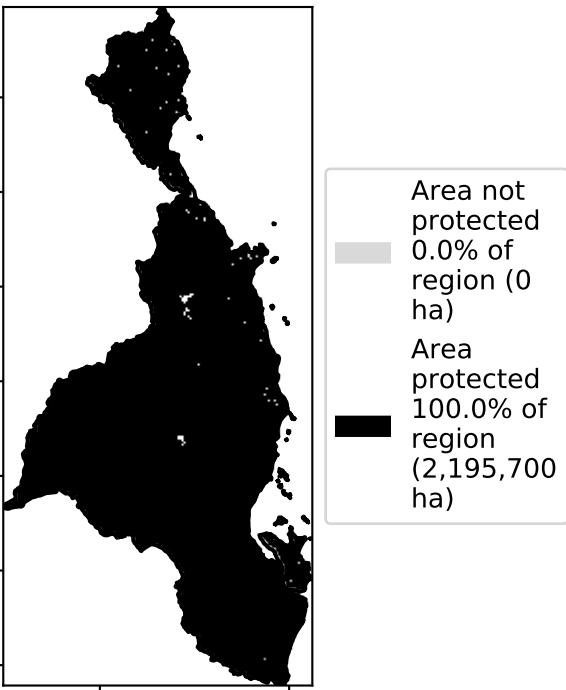 Area not
protected
0.0% of
region (0
ha)
Area
protected
100.0% of
region
(2,195,700
ha)